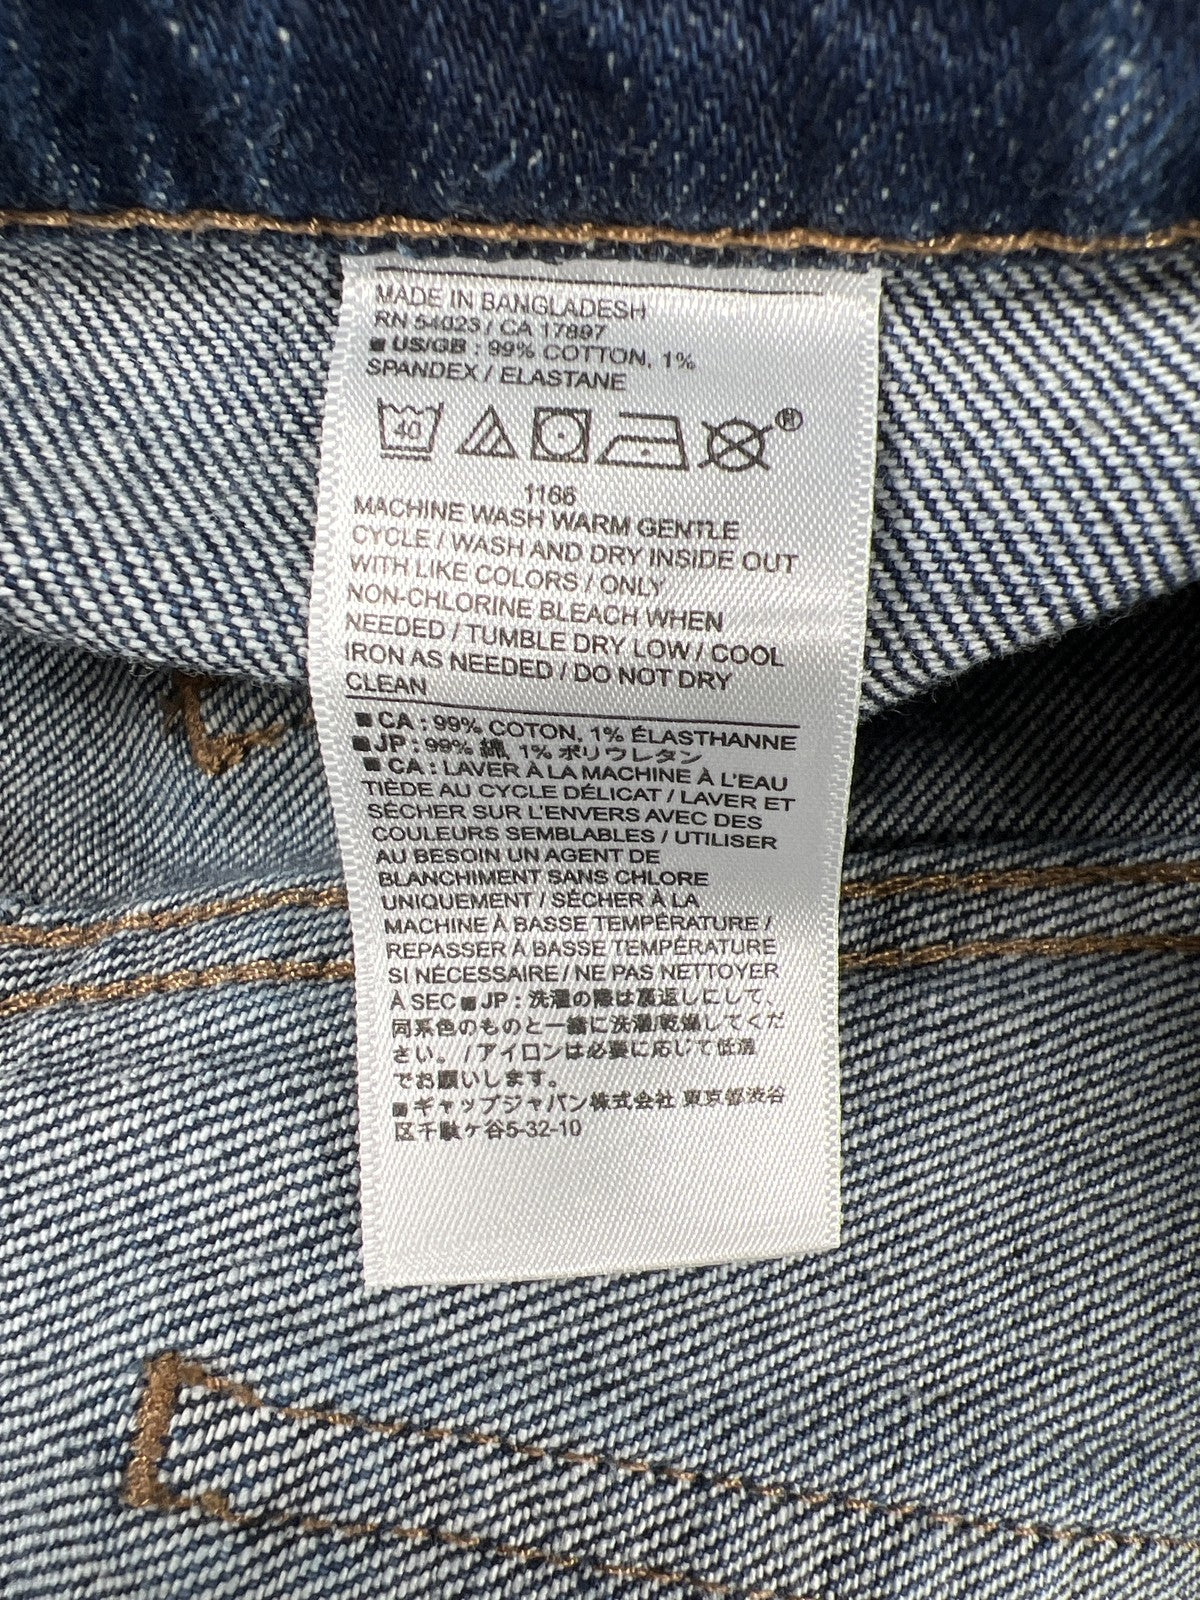 MADE IN BANGLADESH
RN 54023 / CA 17897
■ US/GB : 99% COTTON, 1%
SPANDEX / ELASTANE
40
1166
MACHINE WASH WARM GENTLE
CYCLE / WASH AND DRY INSIDE OUT
WITH LIKE COLORS / ONLY
NON-CHLORINE BLEACH WHEN
NEEDED / TUMBLE DRY LOW / COOL
IRON AS NEEDED / DO NOT DRY
CLEAN
■ CA : 99% COTON, 1% ÉLASTHANNE
■ JP : 99% 綿, 1% ポリウレタン
■ CA : LAVER À LA MACHINE À L'EAU
TIÈDE AU CYCLE DÉLICAT / LAVER ET
SÉCHER SUR L'ENVERS AVEC DES
COULEURS SEMBLABLES / UTILISER
AU BESOIN UN AGENT DE
BLANCHIMENT SANS CHLORE
UNIQUEMENT / SÉCHER À LA
MACHINE À BASSE TEMPÉRATURE /
REPASSER À BASSE TEMPÉRATURE
SI NÉCESSAIRE / NE PAS NETTOYER
À SEC ■ JP : 洗濯の際は裏返しにして、
同系色のものと一緒に洗濯/乾燥してくだ
さい。 / アイロンは必要に応じて低温
でお願いします。
■ ギャップジャパン株式会社 東京都渋谷
区千駄ケ谷5-32-10